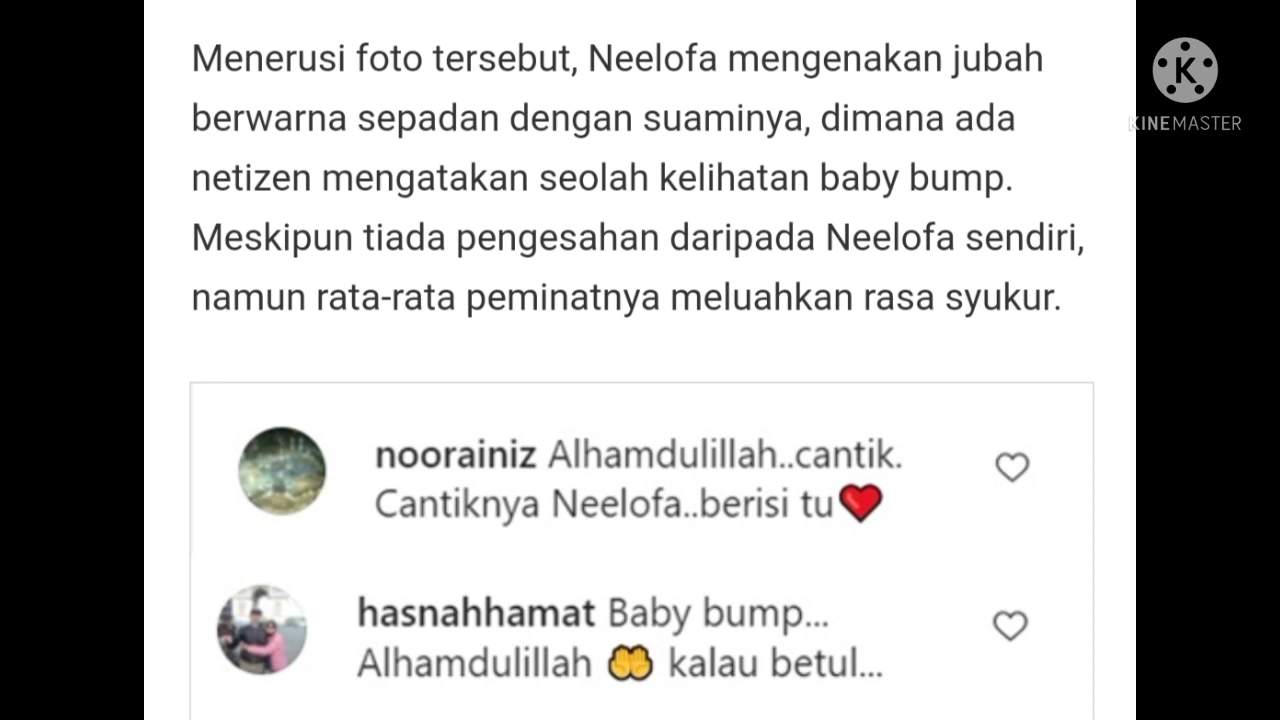 Menerusi foto tersebut, Neelofa mengenakan jubah
berwarna sepadan dengan suaminya, dimana ada
netizen mengatakan seolah kelihatan baby bump.
Meskipun tiada pengesahan daripada Neelofa sendiri,
namun rata-rata peminatnya meluahkan rasa syukur.
K
KINEMASTER
noorainiz Alhamdulillah..cantik.
Cantiknya Neelofa..berisi tu❤️
hasnahhamat Baby bump...
Alhamdulillah 🤲 kalau betul...